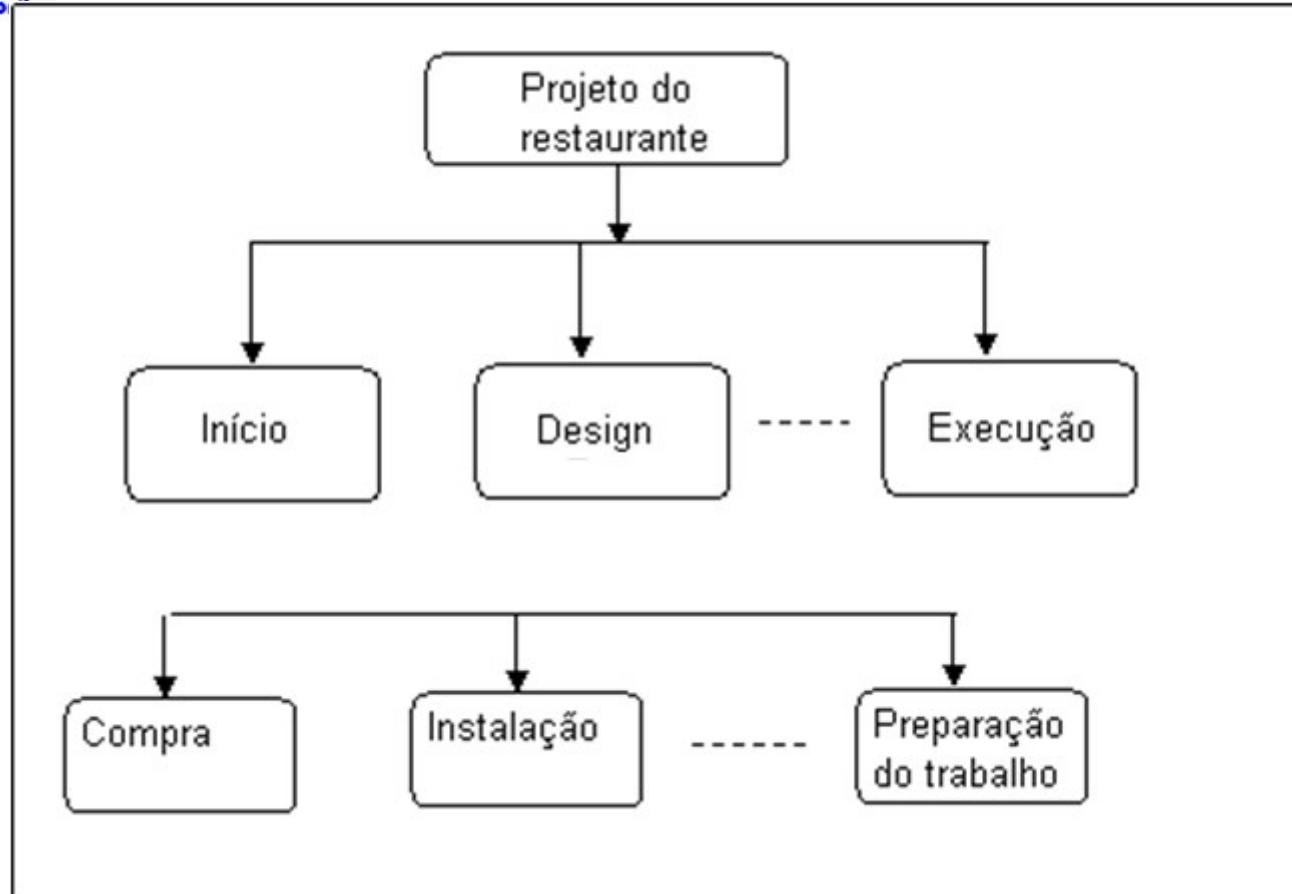 Projeto do
restaurante
Início
Design
Execução
Compra
Instalação
Preparação
do trabalho